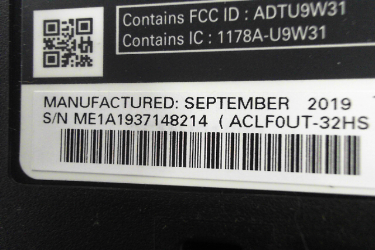 Contains FCC ID : ADTU9W31
Contains IC : 1178A-U9W31
MANUFACTURED: SEPTEMBER 2019
S/N ME1A1937148214 ( ACLF0UT-32HS